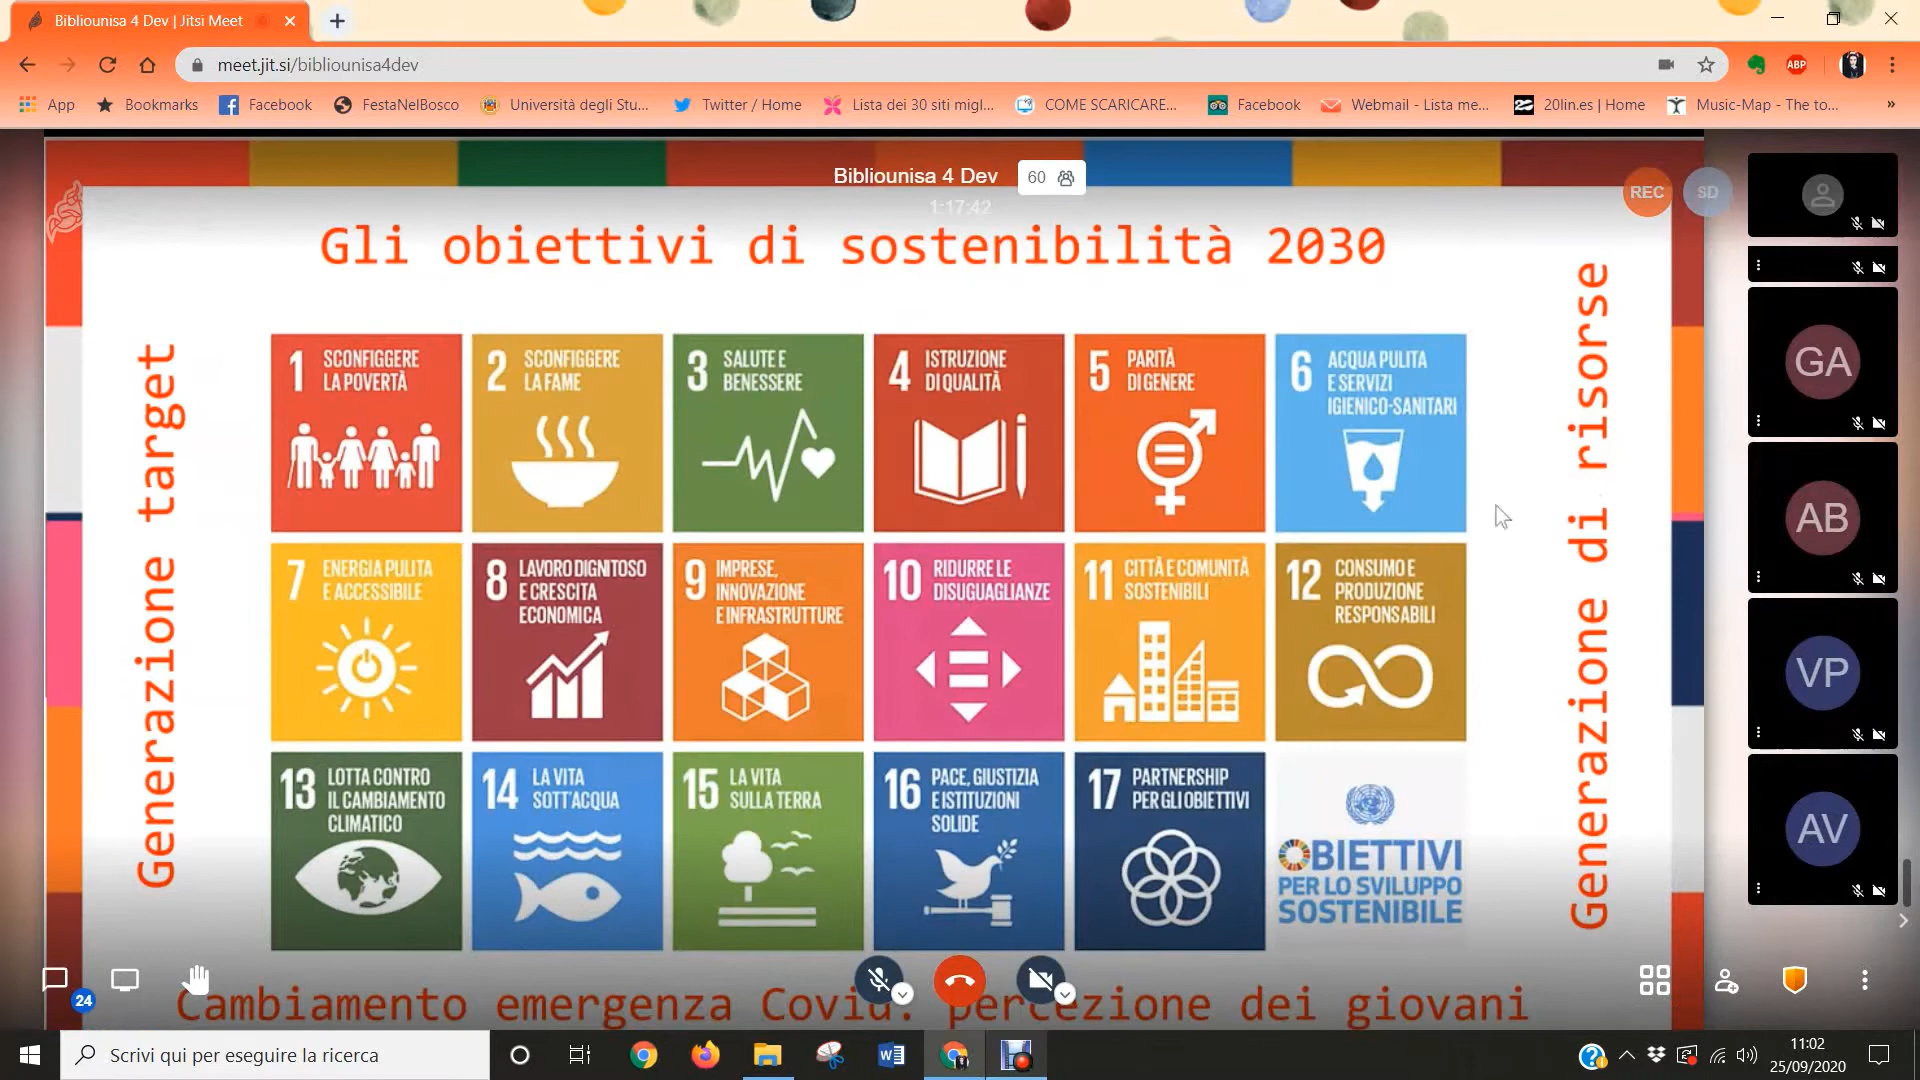 Bibliounisa 4 Dev | Jitsi Meet
meet.jit.si/bibliounisa4dev
ABP
App
Bookmarks
Facebook
FestaNelBosco
Università degli Stu...
Twitter / Home
Lista dei 30 siti migl...
COME SCARICARE...
Facebook
Webmail - Lista me...
20lin.es | Home
Music-Map - The to...
»
Bibliounisa 4 Dev
60
1:17:42
REC
SD
Gli obiettivi di sostenibilità 2030
Generazione target
Generazione di risorse
1 SCONFIGGERE
LA POVERTÀ
2 SCONFIGGERE
LA FAME
3 SALUTE E
BENESSERE
4 ISTRUZIONE
DI QUALITÀ
5 PARITÀ
DI GENERE
6 ACQUA PULITA
E SERVIZI
IGIENICO-SANITARI
7 ENERGIA PULITA
E ACCESSIBILE
8 LAVORO DIGNITOSO
E CRESCITA
ECONOMICA
9 IMPRESE,
INNOVAZIONE
E INFRASTRUTTURE
10 RIDURRE LE
DISUGUAGLIANZE
11 CITTÀ E COMUNITÀ
SOSTENIBILI
12 CONSUMO E
PRODUZIONE
RESPONSABILI
13 LOTTA CONTRO
IL CAMBIAMENTO
CLIMATICO
14 LA VITA
SOTT'ACQUA
15 LA VITA
SULLA TERRA
16 PACE, GIUSTIZIA
E ISTITUZIONI
SOLIDE
17 PARTNERSHIP
PER GLI OBIETTIVI
OBIETTIVI
PER LO SVILUPPO
SOSTENIBILE
GA
AB
VP
AV
24
Cambiamento emergenza Covid: percezione dei giovani
Scrivi qui per eseguire la ricerca
11:02
25/09/2020